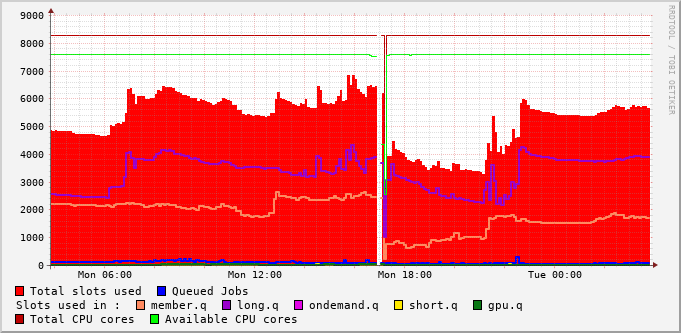 RRDTOOL / TOBI OETIKER
9000
8000
7000
6000
5000
4000
3000
2000
1000
0
Mon 06:00 Mon 12:00 Mon 18:00 Tue 00:00
Total slots used Queued Jobs
Slots used in : member.q long.q ondemand.q short.q gpu.q
Total CPU cores Available CPU cores